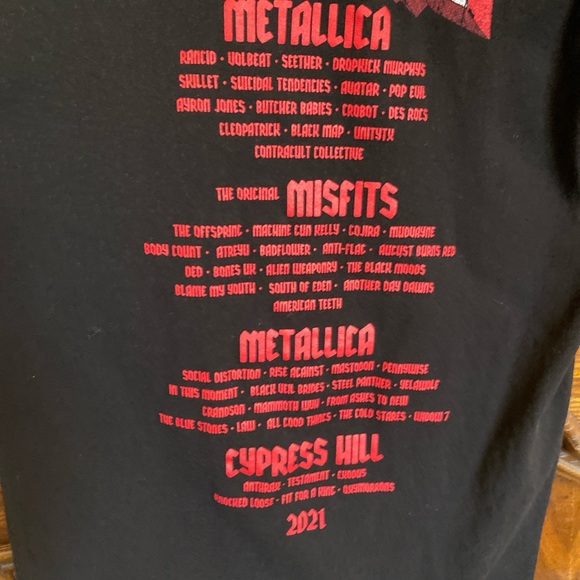 METALLICA
RANCID · VOLBEAT · SEETHER · DROPKICK MURPHYS
SKILLET · SUICIDAL TENDENCIES · AVATAR · POP EVIL
AYRON JONES · BUTCHER BABIES · CROBOT · DES ROCS
CLEOPATRICK · BLACK MAP · UNITYTX
CONTRACULT COLLECTIVE
THE ORIGINAL MISFITS
THE OFFSPRING · MACHINE GUN KELLY · GOJIRA · MUDVAYNE
BODY COUNT · ATREYU · BADFLOWER · ANTI-FLAG · AUGUST BURNS RED
DED · BONES UK · ALIEN WEAPONRY · THE BLACK MOODS
BLAME MY YOUTH · SOUTH OF EDEN · ANOTHER DAY DAWNS
AMERICAN TEETH
METALLICA
SOCIAL DISTORTION · RISE AGAINST · MASTODON · PENNYWISE
IN THIS MOMENT · BLACK VEIL BRIDES · STEEL PANTHER · YELAWOLF
GRANDSON · MAMMOTH WVH · FROM ASHES TO NEW
THE BLUE STONES · LAW · ALL GOOD THINGS · THE COLD STARES · WIDOW7
CYPRESS HILL
ANTHRAX · TESTAMENT · EXODUS
KNOCKED LOOSE · FIT FOR A KING · OXYMORRONS
2021